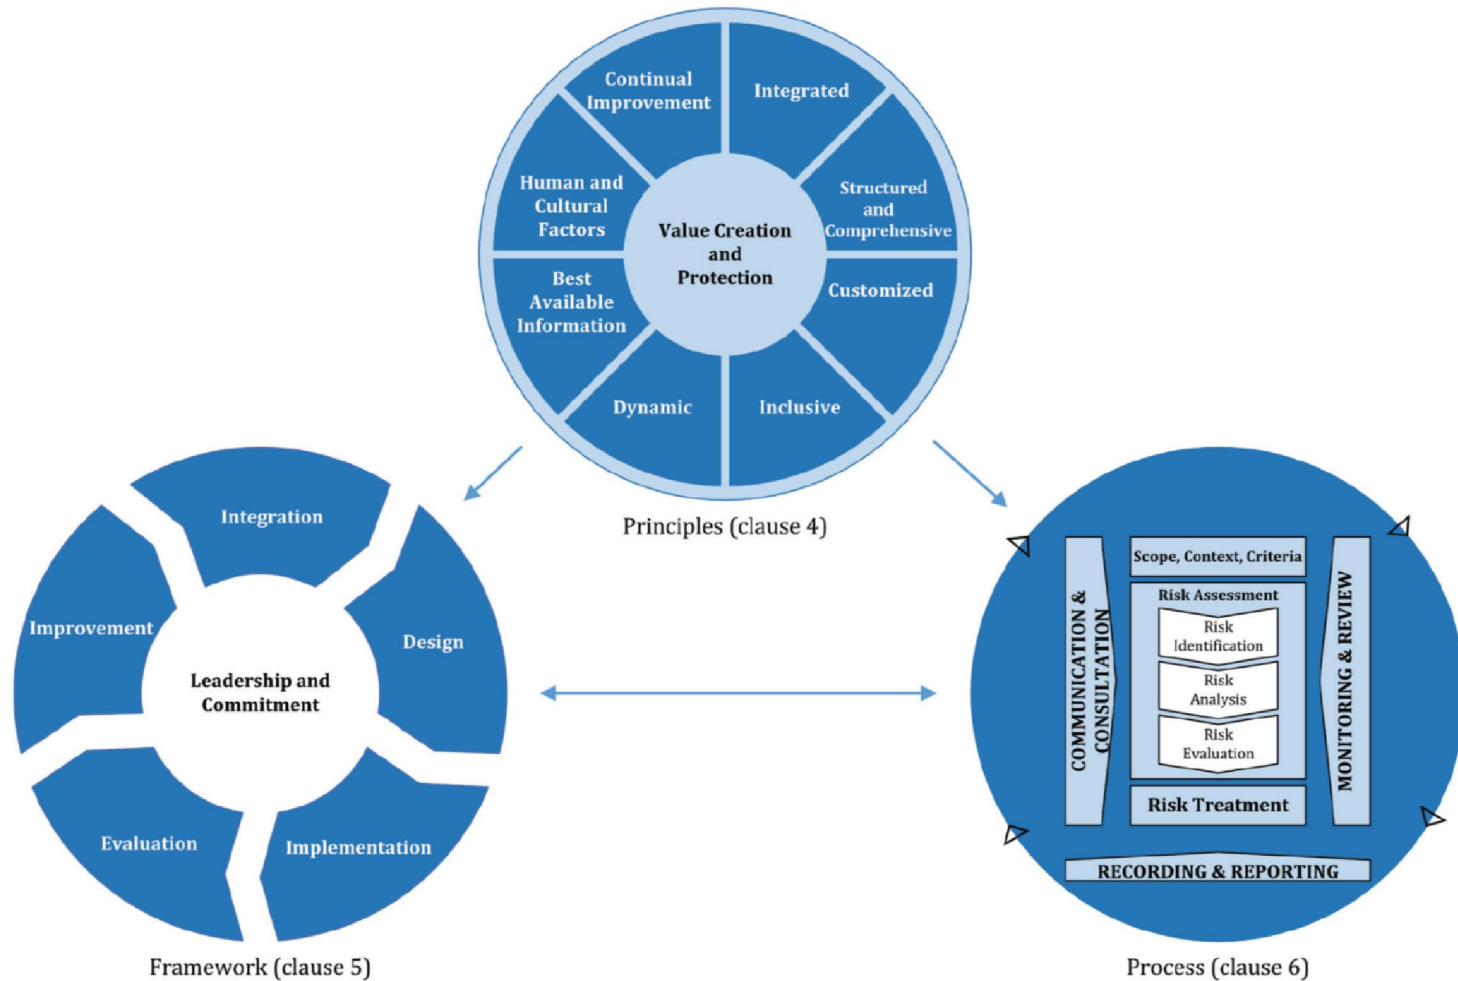 Continual
Improvement
Integrated
Structured
and
Comprehensive
Customized
Inclusive
Dynamic
Best
Available
Information
Human and
Cultural
Factors
Value Creation
and
Protection
Principles (clause 4)
Integration
Design
Implementation
Evaluation
Improvement
Leadership and
Commitment
Framework (clause 5)
Scope, Context, Criteria
Risk Assessment
Risk
Identification
Risk
Analysis
Risk
Evaluation
Risk Treatment
COMMUNICATION &
CONSULTATION
MONITORING & REVIEW
RECORDING & REPORTING
Process (clause 6)